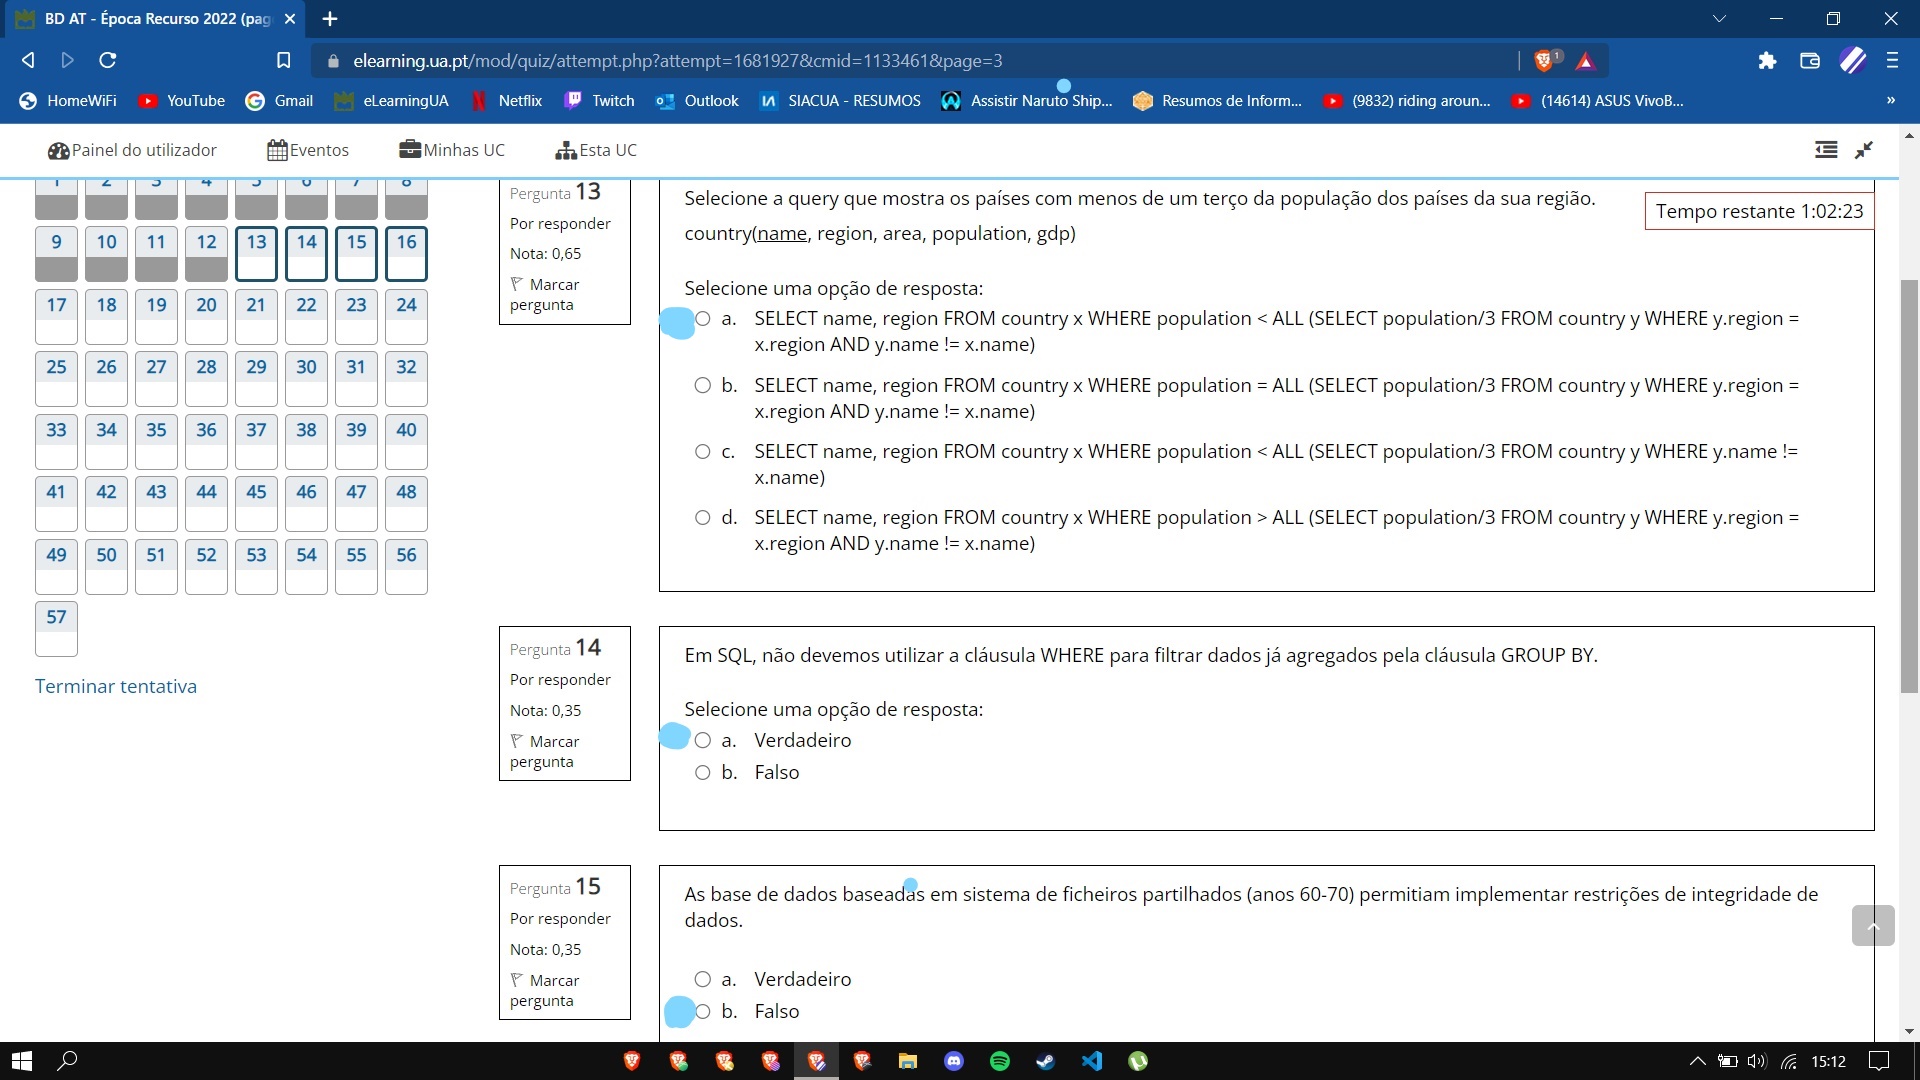 BD AT - Época Recurso 2022 (pag
elearning.ua.pt/mod/quiz/attempt.php?attempt=1681927&cmid=1133461&page=3
1
HomeWiFi YouTube Gmail eLearningUA Netflix Twitch Outlook SIACUA - RESUMOS Assistir Naruto Ship... Resumos de Inform... (9832) riding aroun... (14614) ASUS VivoB... »
Painel do utilizador Eventos Minhas UC Esta UC
1 2 3 4 5 6 7 8
9 10 11 12 13 14 15 16
17 18 19 20 21 22 23 24
25 26 27 28 29 30 31 32
33 34 35 36 37 38 39 40
41 42 43 44 45 46 47 48
49 50 51 52 53 54 55 56
57
Terminar tentativa
Pergunta 13
Por responder
Nota: 0,65
Marcar
pergunta
Tempo restante 1:02:23
Selecione a query que mostra os países com menos de um terço da população dos países da sua região.
country(name, region, area, population, gdp)
Selecione uma opção de resposta:
a. SELECT name, region FROM country x WHERE population < ALL (SELECT population/3 FROM country y WHERE y.region =
x.region AND y.name != x.name)
b. SELECT name, region FROM country x WHERE population = ALL (SELECT population/3 FROM country y WHERE y.region =
x.region AND y.name != x.name)
c. SELECT name, region FROM country x WHERE population < ALL (SELECT population/3 FROM country y WHERE y.name !=
x.name)
d. SELECT name, region FROM country x WHERE population > ALL (SELECT population/3 FROM country y WHERE y.region =
x.region AND y.name != x.name)
Pergunta 14
Por responder
Nota: 0,35
Marcar
pergunta
Em SQL, não devemos utilizar a cláusula WHERE para filtrar dados já agregados pela cláusula GROUP BY.
Selecione uma opção de resposta:
a. Verdadeiro
b. Falso
Pergunta 15
Por responder
Nota: 0,35
Marcar
pergunta
As base de dados baseadas em sistema de ficheiros partilhados (anos 60-70) permitiam implementar restrições de integridade de
dados.
a. Verdadeiro
b. Falso
15:12